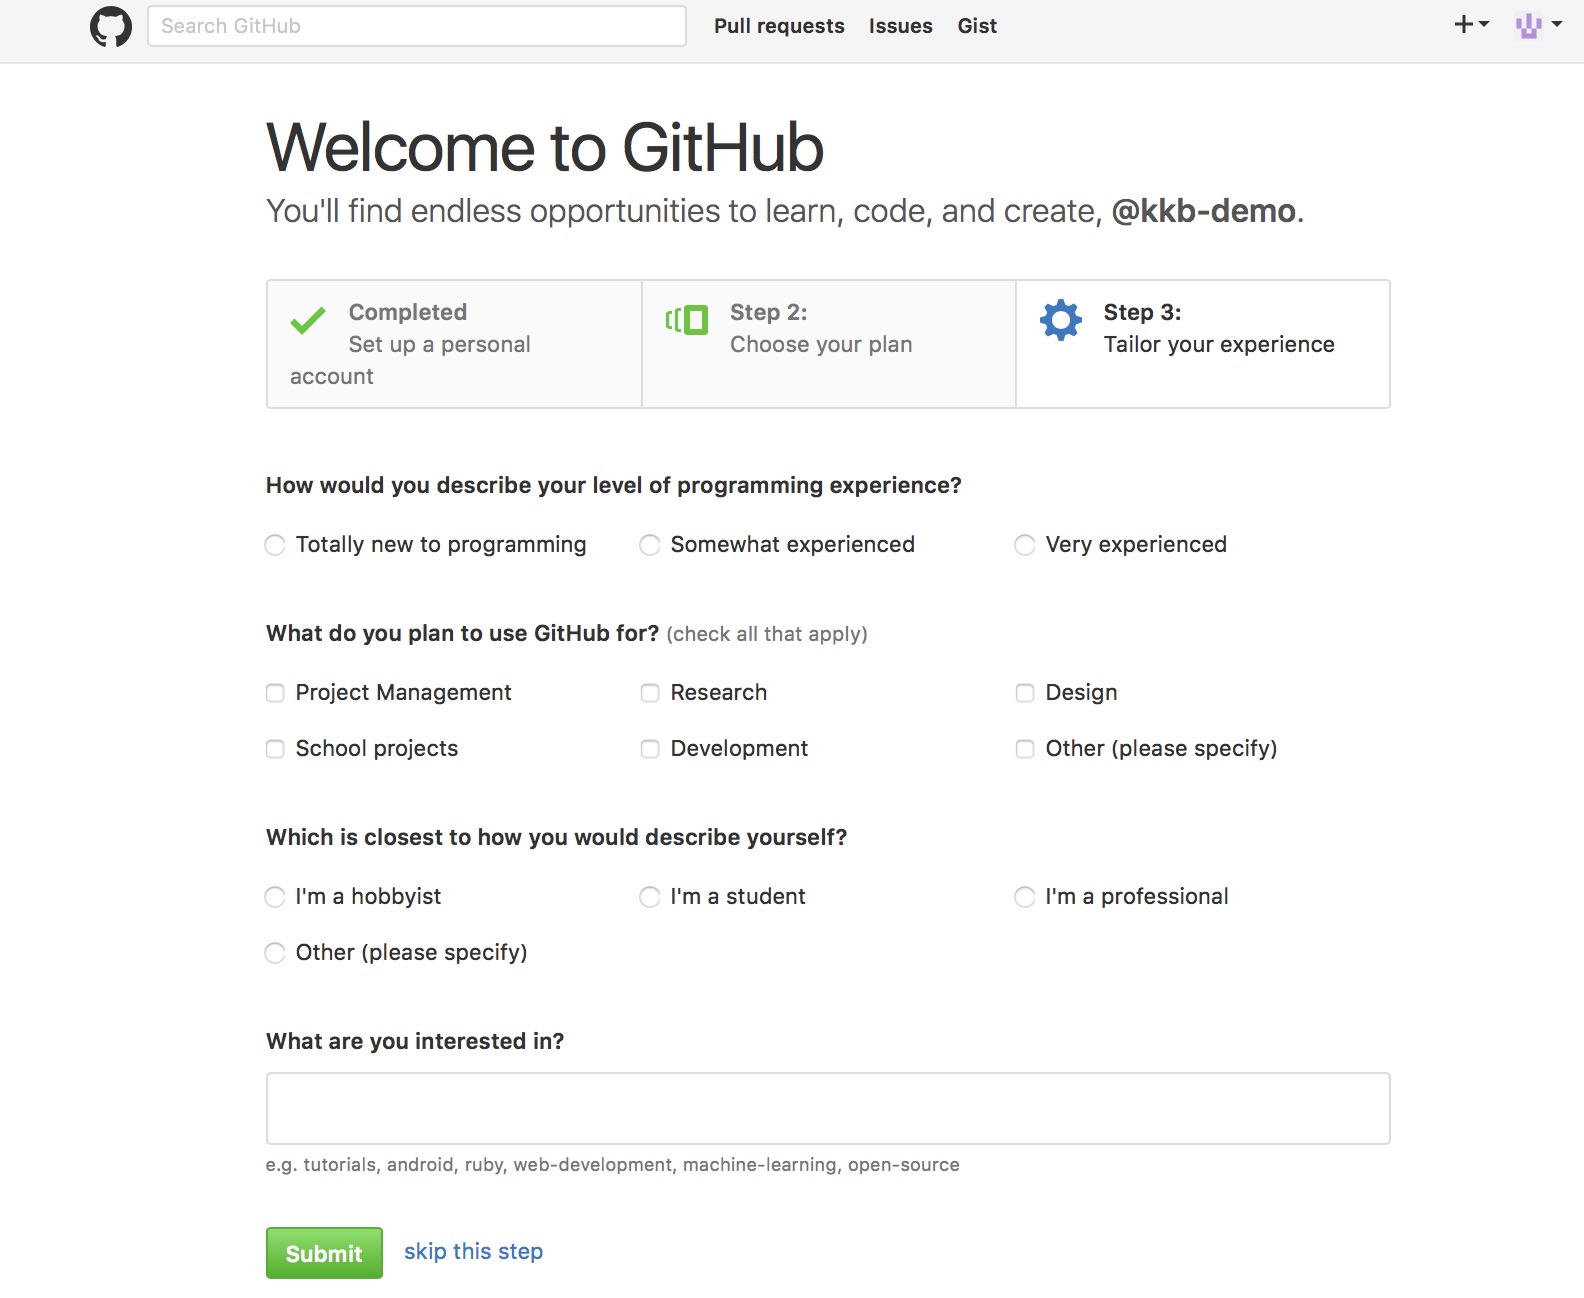 Search GitHub Pull requests Issues Gist
Welcome to GitHub
You'll find endless opportunities to learn, code, and create, @kkb-demo.
Completed
Set up a personal
account
Step 2:
Choose your plan
Step 3:
Tailor your experience
How would you describe your level of programming experience?
Totally new to programming Somewhat experienced Very experienced
What do you plan to use GitHub for? (check all that apply)
Project Management Research Design
School projects Development Other (please specify)
Which is closest to how you would describe yourself?
I'm a hobbyist I'm a student I'm a professional
Other (please specify)
What are you interested in?
e.g. tutorials, android, ruby, web-development, machine-learning, open-source
Submit skip this step